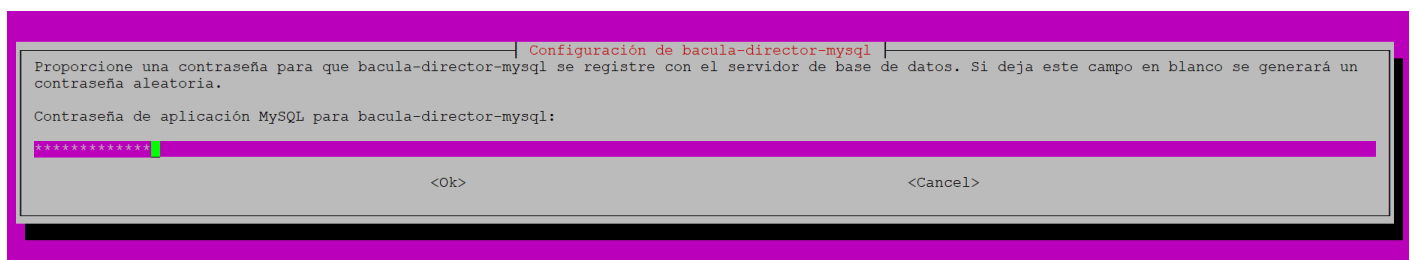 Configuración de bacula-director-mysql
Proporcione una contraseña para que bacula-director-mysql se registre con el servidor de base de datos. Si deja este campo en blanco se generará un
contraseña aleatoria.
Contraseña de aplicación MySQL para bacula-director-mysql:
*************
<Ok> <Cancel>